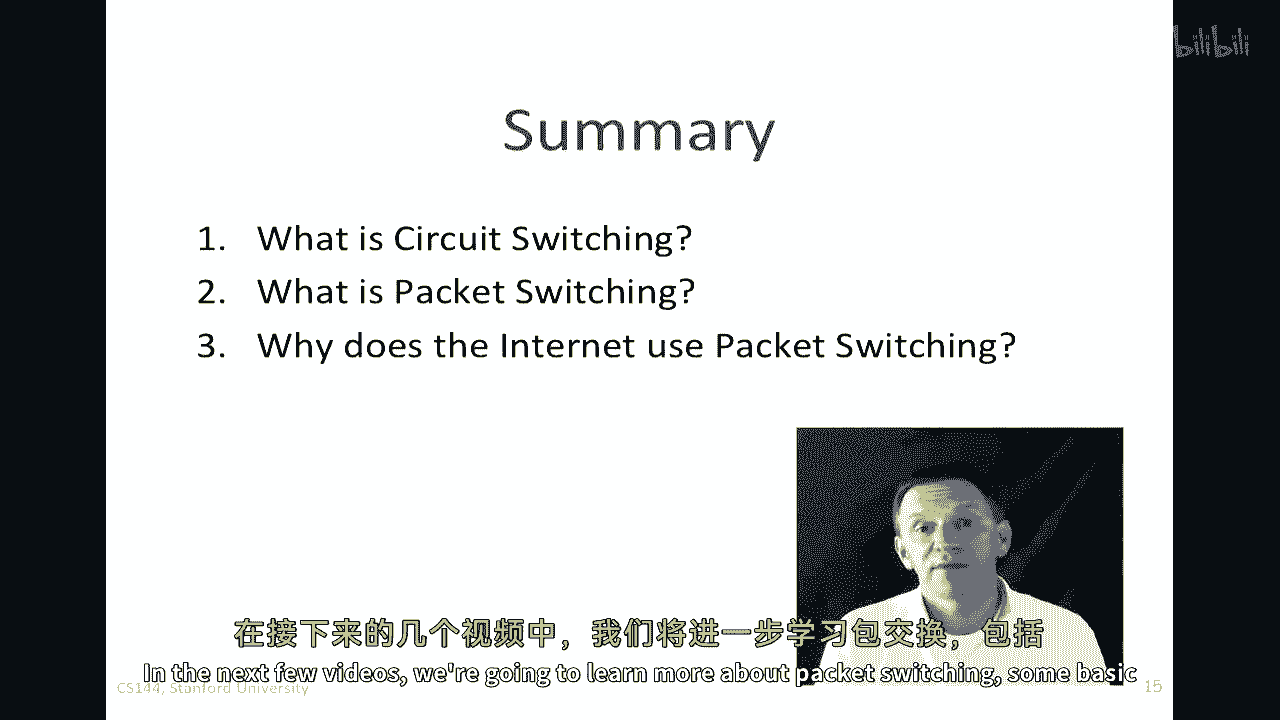 bilibili
Summary
1. What is Circuit Switching?
2. What is Packet Switching?
3. Why does the Internet use Packet Switching?
在接下来的几个视频中，我们将进一步学习包交换，包括
In the next few videos, we're going to learn more about packet switching, some basic
CS144, Stanford University
15